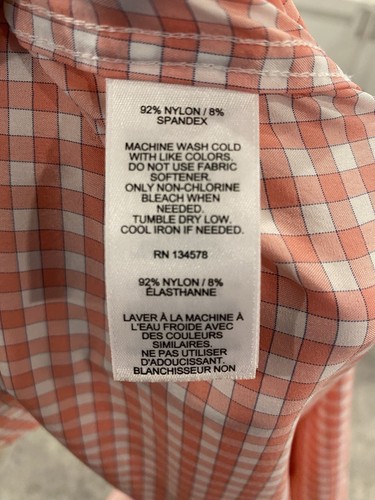 92% NYLON / 8%
SPANDEX
MACHINE WASH COLD
WITH LIKE COLORS.
DO NOT USE FABRIC
SOFTENER.
ONLY NON-CHLORINE
BLEACH WHEN
NEEDED.
TUMBLE DRY LOW.
COOL IRON IF NEEDED.
RN 134578
92% NYLON / 8%
ÉLASTHANNE
LAVER À LA MACHINE À
L'EAU FROIDE AVEC
DES COULEURS
SIMILAIRES.
NE PAS UTILISER
D'ADOUCISSANT.
BLANCHISSEUR NON